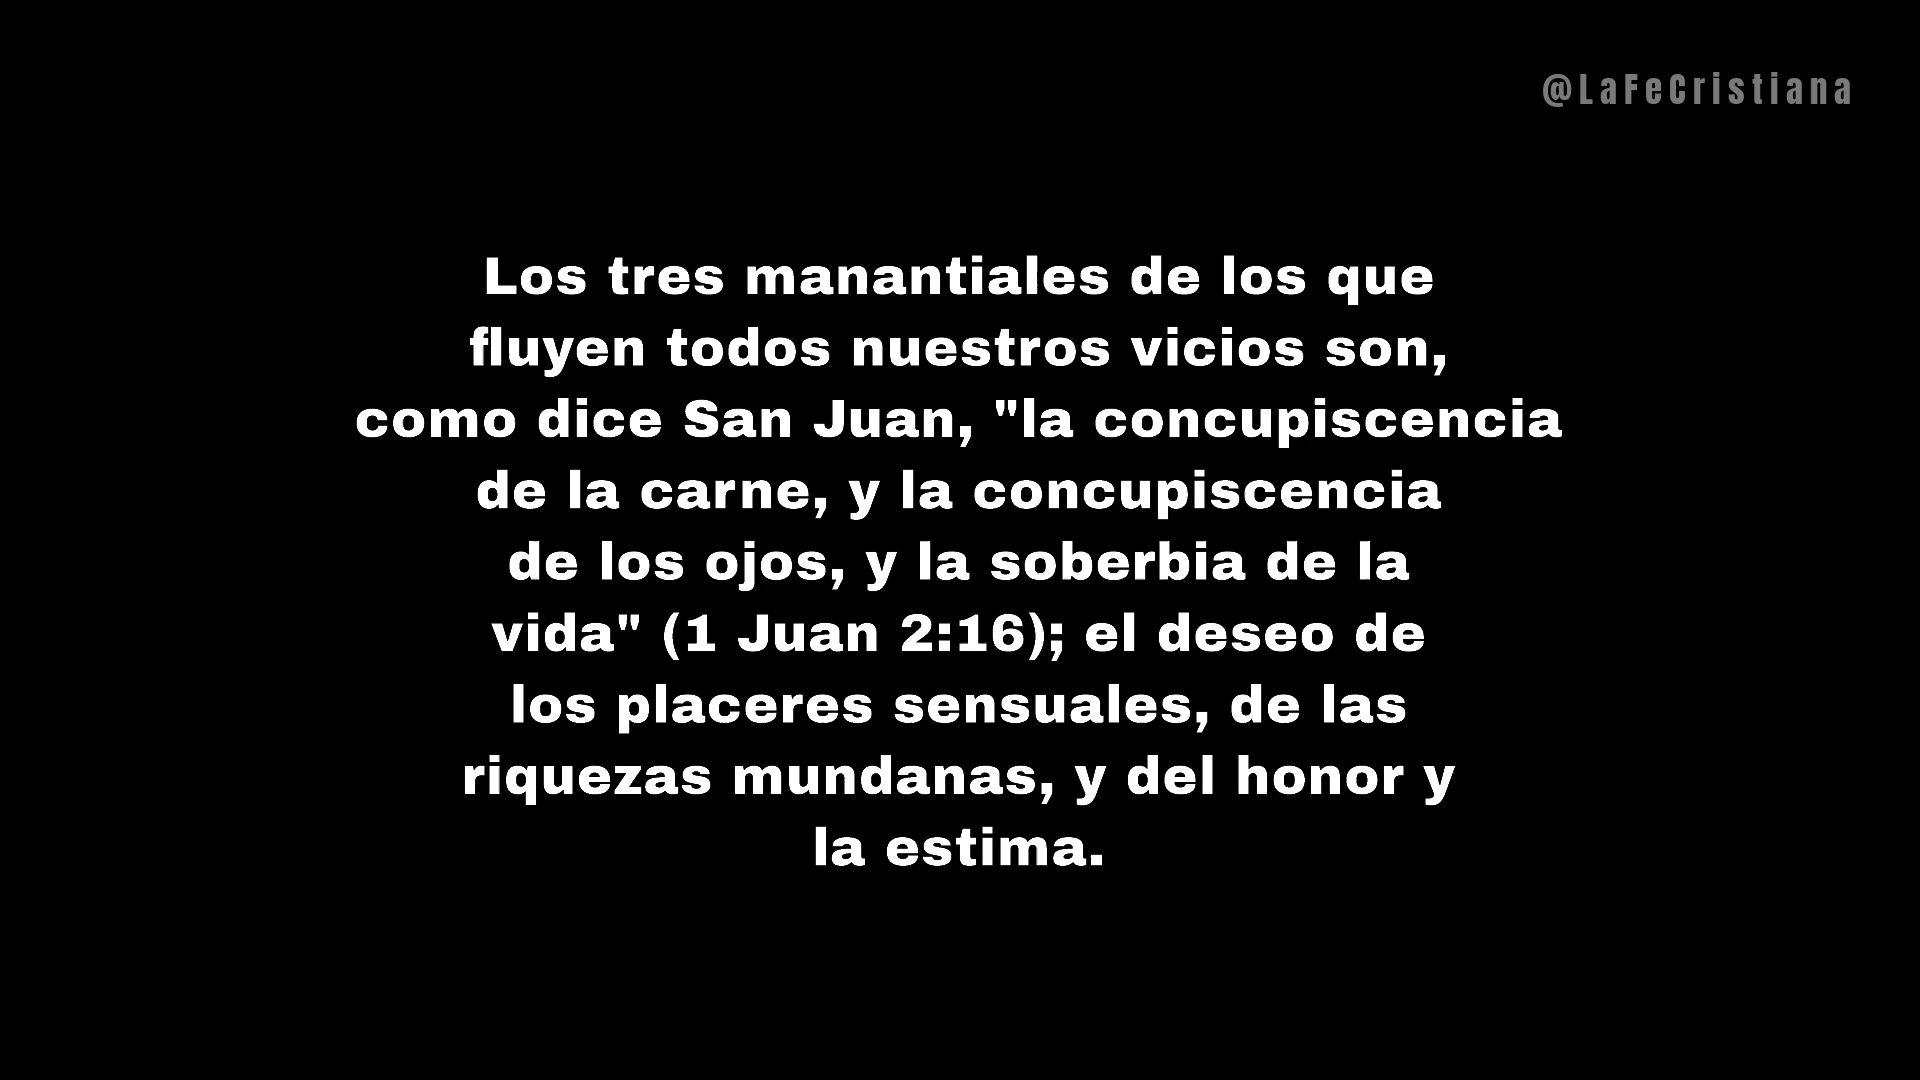 @LaFeCristiana
Los tres manantiales de los que
fluyen todos nuestros vicios son,
como dice San Juan, "la concupiscencia
de la carne, y la concupiscencia
de los ojos, y la soberbia de la
vida" (1 Juan 2:16); el deseo de
los placeres sensuales, de las
riquezas mundanas, y del honor y
la estima.